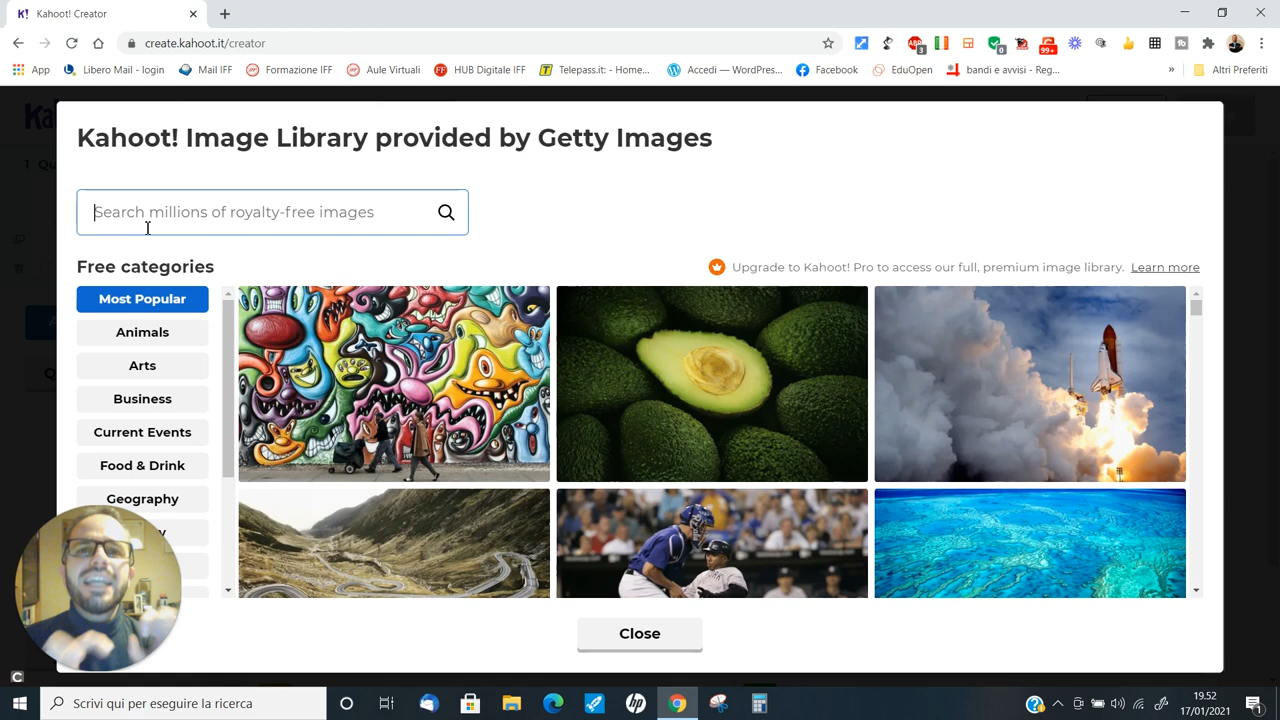 K! Kahoot! Creator
create.kahoot.it/creator
3
0
99+
fb
App
Libero Mail - login
Mail IFF
Formazione IFF
Aule Virtuali
HUB Digitale IFF
Telepass.it: - Home...
Accedi — WordPres...
Facebook
EduOpen
bandi e avvisi - Reg...
»
Altri Preferiti
Kahoot! Image Library provided by Getty Images
Search millions of royalty-free images
Free categories
Upgrade to Kahoot! Pro to access our full, premium image library. Learn more
Most Popular
Animals
Arts
Business
Current Events
Food & Drink
Geography
Close
Scrivi qui per eseguire la ricerca
19.52
17/01/2021